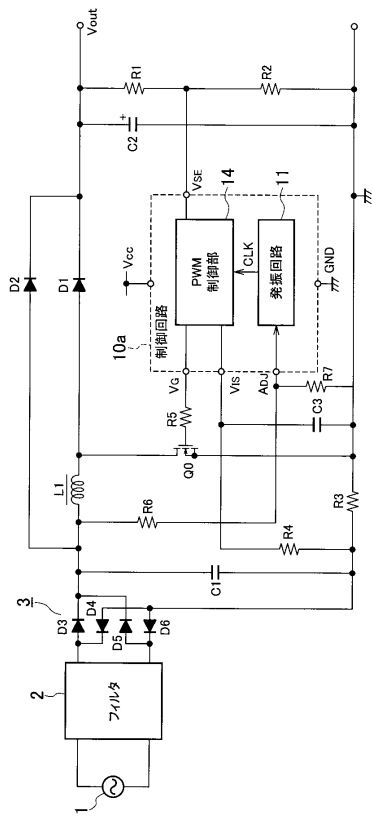 1
2
フィルタ
3
D3
D4
D5
D6
C1
L1
D2
D1
R6
R4
R3
Q0
R5
C3
R7
10a
制御回路
Vcc
VG
VIS
ADJ
VSE
PWM
制御部
14
CLK
発振回路
11
GND
C2
+
R1
R2
Vout